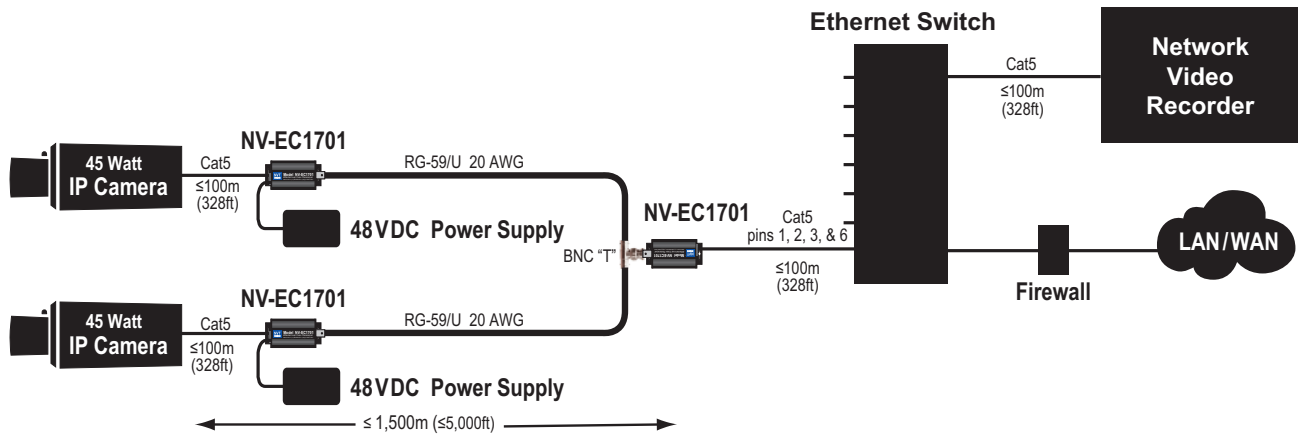 Ethernet Switch
Network
Video
Recorder
Cat5
≤100m
(328ft)
NV-EC1701
45 Watt
IP Camera
Cat5
≤100m
(328ft)
RG-59/U 20 AWG
48VDC Power Supply
NV-EC1701
BNC “T”
Cat5
pins 1, 2, 3, & 6
≤100m
(328ft)
LAN/WAN
Firewall
NV-EC1701
45 Watt
IP Camera
Cat5
≤100m
(328ft)
RG-59/U 20 AWG
48VDC Power Supply
≤ 1,500m (≤5,000ft)